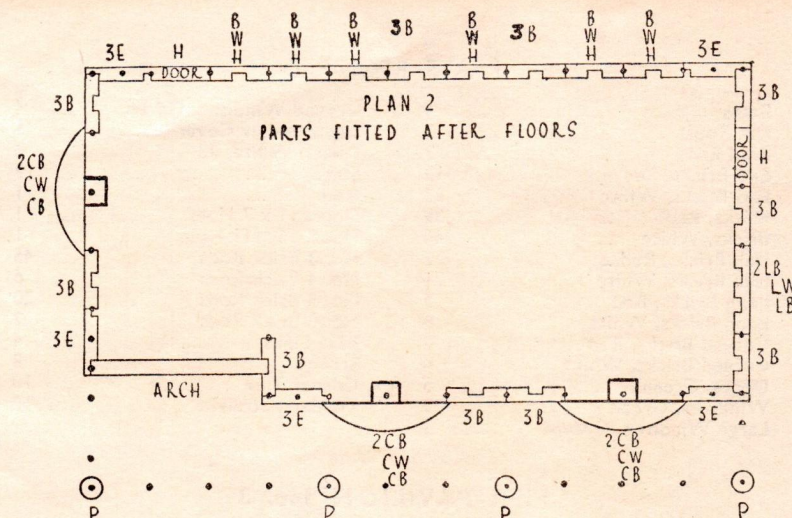 3E H B B B 3B B 3B B B 3E
W W W W W W
H H H H H H
DOOR
3B
PLAN 2
PARTS FITTED AFTER FLOORS
3B
DOOR H
2CB
CW
CB
3B
3B
2LB
LW
LB
3E
3B
3B
ARCH
3E
3B 3B
3E
2CB
CW
CB
2CB
CW
CB
P P P P